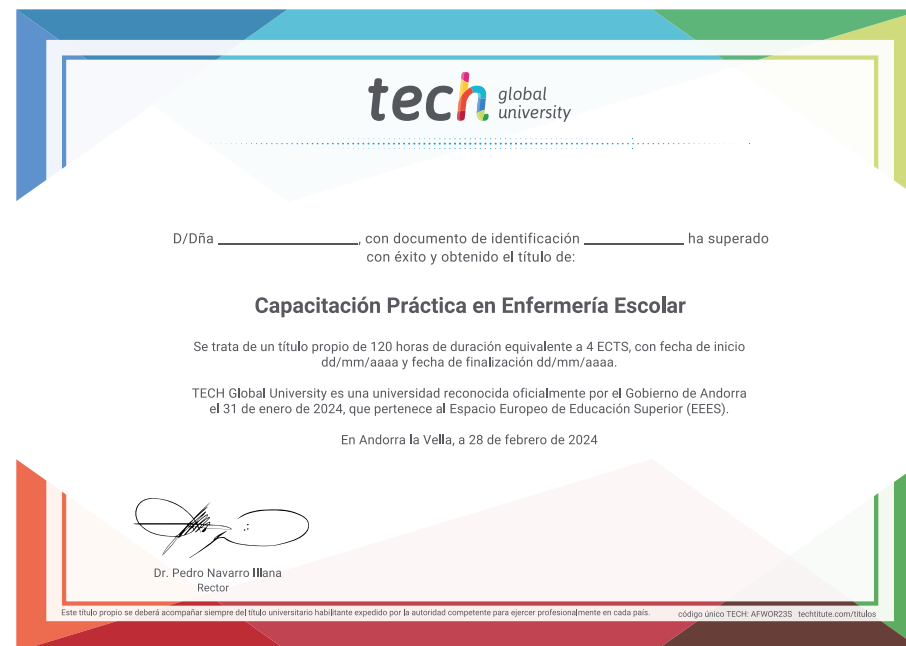 tech global university
D/Dña ____________________, con documento de identificación ______________ ha superado
con éxito y obtenido el título de:
Capacitación Práctica en Enfermería Escolar
Se trata de un título propio de 120 horas de duración equivalente a 4 ECTS, con fecha de inicio
dd/mm/aaaa y fecha de finalización dd/mm/aaaa.
TECH Global University es una universidad reconocida oficialmente por el Gobierno de Andorra
el 31 de enero de 2024, que pertenece al Espacio Europeo de Educación Superior (EEES).
En Andorra la Vella, a 28 de febrero de 2024
Dr. Pedro Navarro Illana
Rector
Este título propio se deberá acompañar siempre del título universitario habilitante expedido por la autoridad competente para ejercer profesionalmente en cada país.
código único TECH: AFWOR23S techtitute.com/titulos